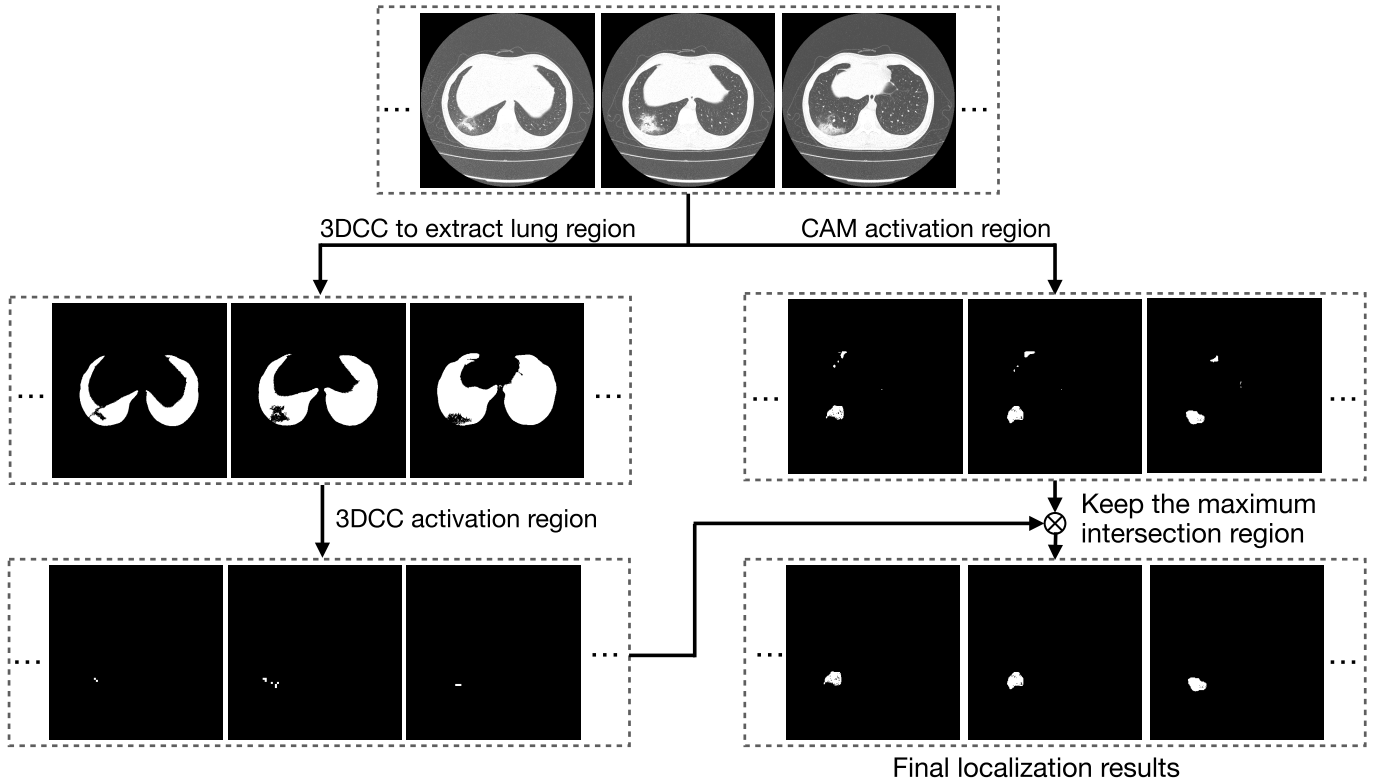 3DCC to extract lung region
CAM activation region
3DCC activation region
Keep the maximum
intersection region
Final localization results